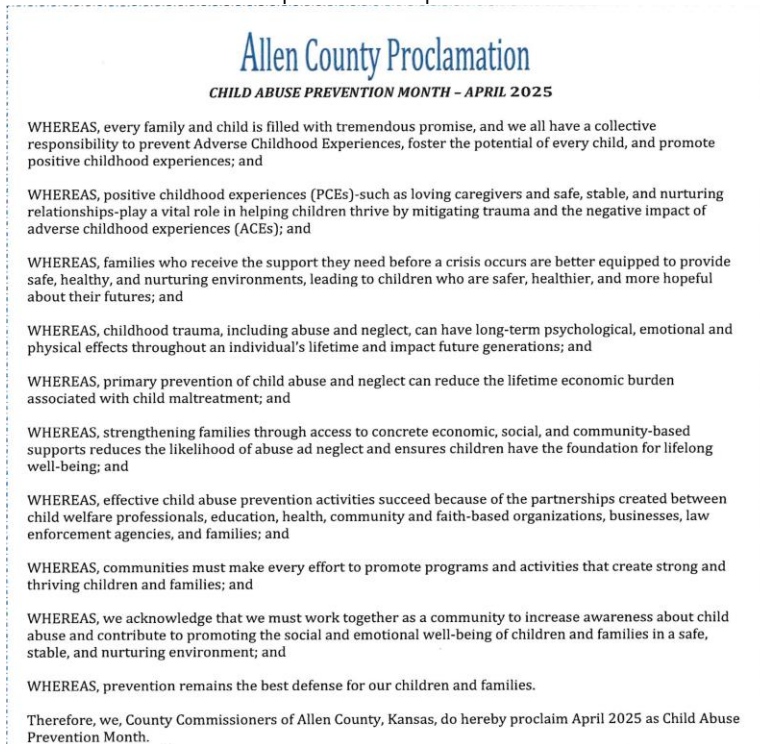 Allen County Proclamation
CHILD ABUSE PREVENTION MONTH – APRIL 2025
WHEREAS, every family and child is filled with tremendous promise, and we all have a collective
responsibility to prevent Adverse Childhood Experiences, foster the potential of every child, and promote
positive childhood experiences; and
WHEREAS, positive childhood experiences (PCEs)-such as loving caregivers and safe, stable, and nurturing
relationships-play a vital role in helping children thrive by mitigating trauma and the negative impact of
adverse childhood experiences (ACEs); and
WHEREAS, families who receive the support they need before a crisis occurs are better equipped to provide
safe, healthy, and nurturing environments, leading to children who are safer, healthier, and more hopeful
about their futures; and
WHEREAS, childhood trauma, including abuse and neglect, can have long-term psychological, emotional and
physical effects throughout an individual's lifetime and impact future generations; and
WHEREAS, primary prevention of child abuse and neglect can reduce the lifetime economic burden
associated with child maltreatment; and
WHEREAS, strengthening families through access to concrete economic, social, and community-based
supports reduces the likelihood of abuse ad neglect and ensures children have the foundation for lifelong
well-being; and
WHEREAS, effective child abuse prevention activities succeed because of the partnerships created between
child welfare professionals, education, health, community and faith-based organizations, businesses, law
enforcement agencies, and families; and
WHEREAS, communities must make every effort to promote programs and activities that create strong and
thriving children and families; and
WHEREAS, we acknowledge that we must work together as a community to increase awareness about child
abuse and contribute to promoting the social and emotional well-being of children and families in a safe,
stable, and nurturing environment; and
WHEREAS, prevention remains the best defense for our children and families.
Therefore, we, County Commissioners of Allen County, Kansas, do hereby proclaim April 2025 as Child Abuse
Prevention Month.